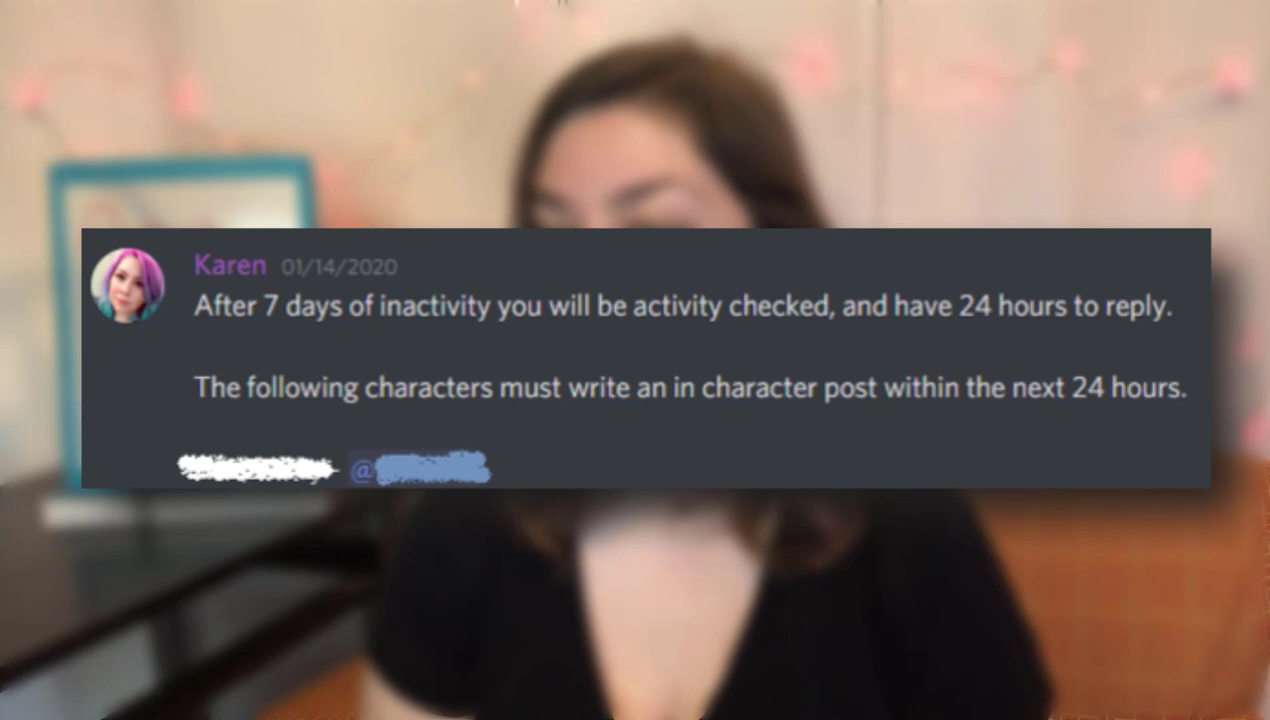 Karen 01/14/2020
After 7 days of inactivity you will be activity checked, and have 24 hours to reply.
The following characters must write an in character post within the next 24 hours.
@